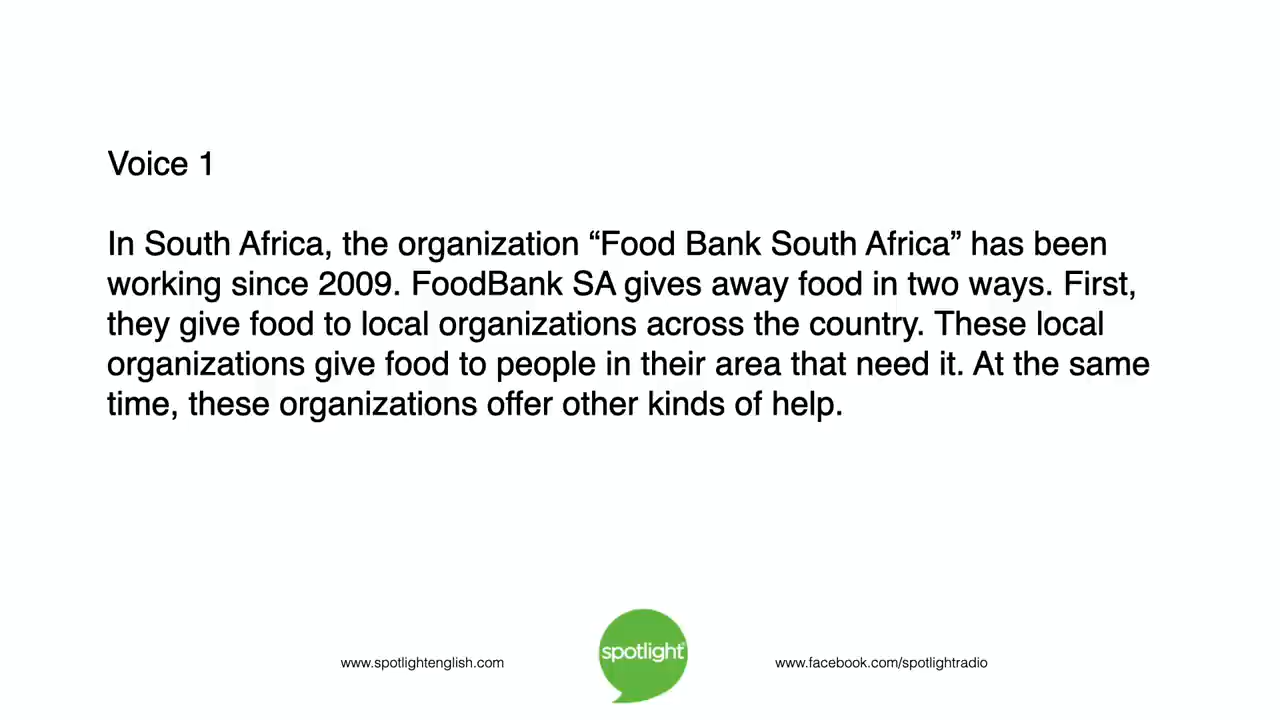 Voice 1
In South Africa, the organization “Food Bank South Africa” has been
working since 2009. FoodBank SA gives away food in two ways. First,
they give food to local organizations across the country. These local
organizations give food to people in their area that need it. At the same
time, these organizations offer other kinds of help.
www.spotlightenglish.com
spotlight
www.facebook.com/spotlightradio